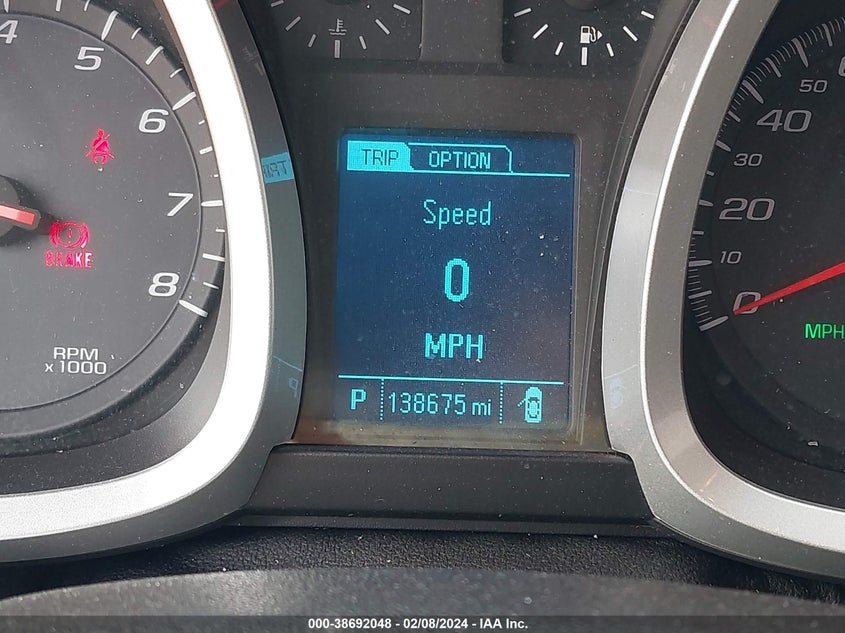 4
5
6
7
8
RPM
x 1000
BRAKE
TRIP OPTION
Speed
0
MPH
P 138675 mi
50
40
30
20
10
0
MPH
000-38692048 - 02/08/2024 - IAA Inc.